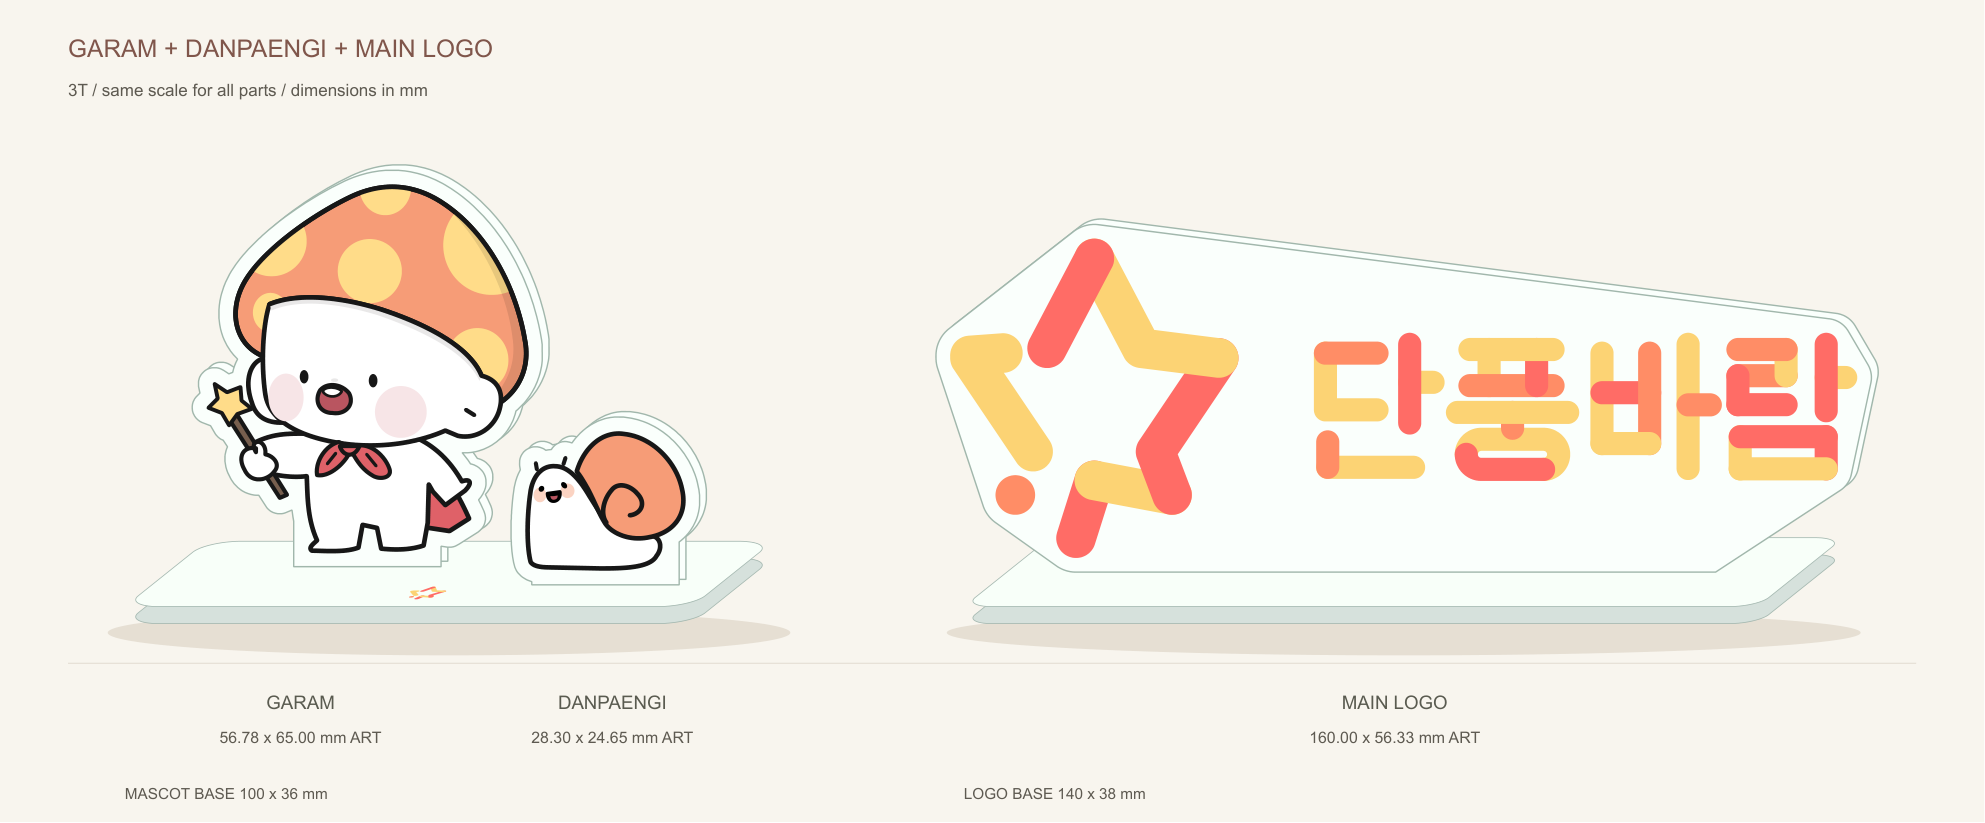 GARAM + DANPAENGI + MAIN LOGO
3T / same scale for all parts / dimensions in mm
단풍바람
GARAM
DANPAENGI
MAIN LOGO
56.78 x 65.00 mm ART
28.30 x 24.65 mm ART
160.00 x 56.33 mm ART
MASCOT BASE 100 x 36 mm
LOGO BASE 140 x 38 mm